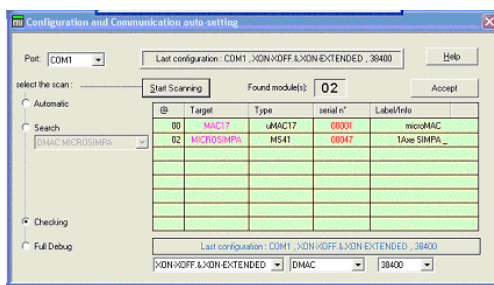 Configuration and Communication auto-setting
Port: COM1
Last configuration : COM1 ,XON-XOFF.&.XON-EXTENDED , 38400
Help
select the scan :
Start Scanning
Found module(s):
02
Accept
Automatic
Search
DMAC MICROSIMPA
Checking
Full Debug
@ Target Type serial n° Label/Info
00 MAC17 uMAC17 00001 microMAC
02 MICROSIMPA MS41 00047 1Axe SIMPA _
Last configuration : COM1 ,XON-XOFF.&.XON-EXTENDED , 38400
XON-XOFF.&.XON-EXTENDED DMAC 38400